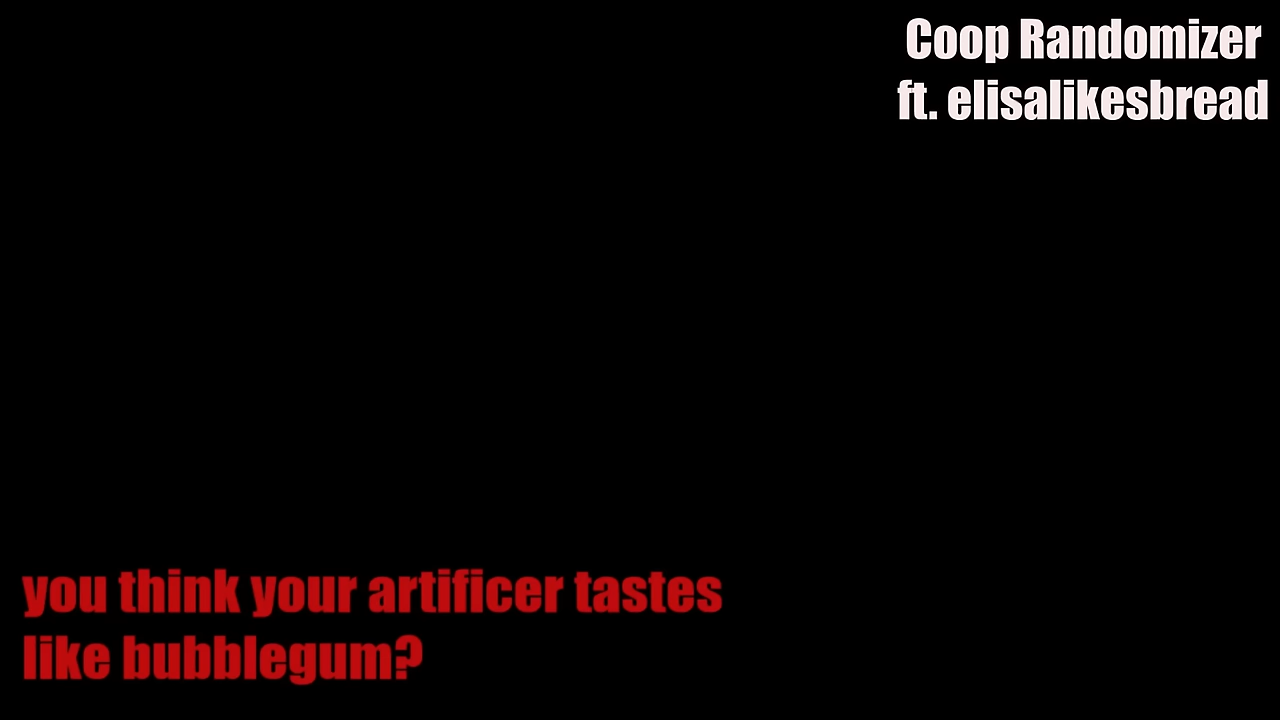 Coop Randomizer
ft. elisalikesbread
you think your artificer tastes
like bubblegum?